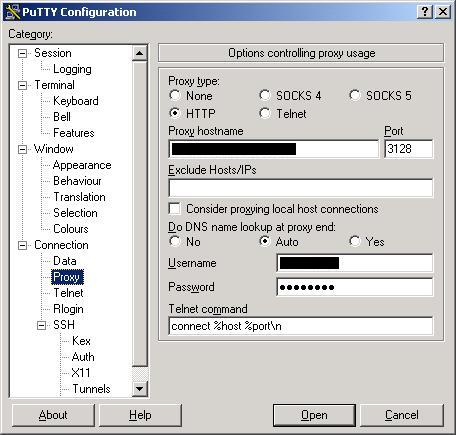 PuTTY Configuration
Category:
Session
Logging
Terminal
Keyboard
Bell
Features
Window
Appearance
Behaviour
Translation
Selection
Colours
Connection
Data
Proxy
Telnet
Rlogin
SSH
Kex
Auth
X11
Tunnels
Options controlling proxy usage
Proxy type:
None SOCKS 4 SOCKS 5
HTTP Telnet
Proxy hostname Port
3128
Exclude Hosts/IPs
Consider proxying local host connections
Do DNS name lookup at proxy end:
No Auto Yes
Username
Password ●●●●●●●●
Telnet command
connect %host %port\n
About Help Open Cancel